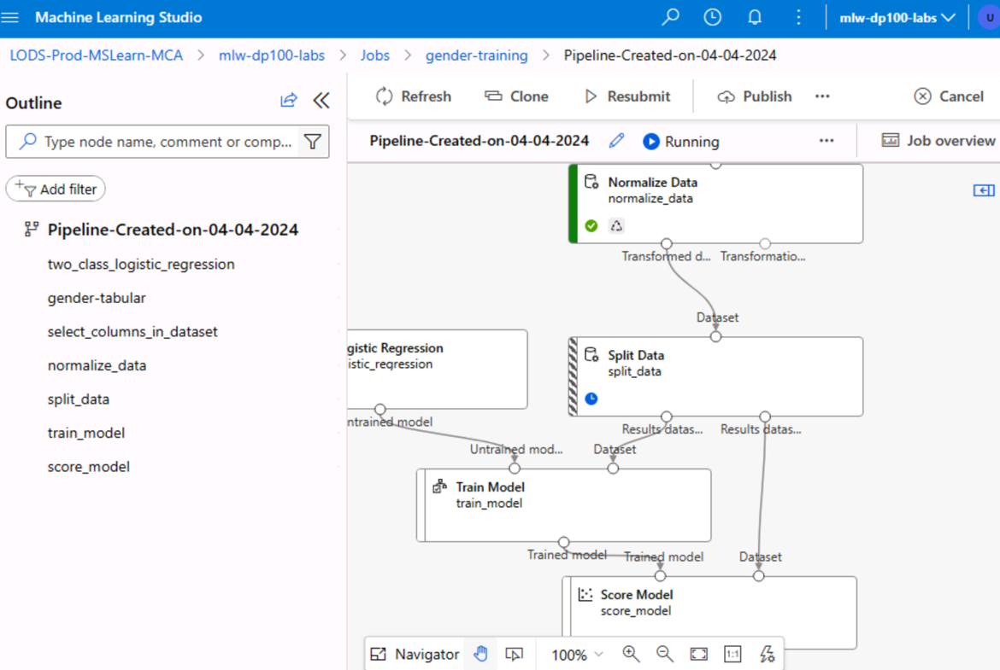 Machine Learning Studio
mlw-dp100-labs
U
LODS-Prod-MSLearn-MCA > mlw-dp100-labs > Jobs > gender-training > Pipeline-Created-on-04-04-2024
Outline
Type node name, comment or comp...
Add filter
Pipeline-Created-on-04-04-2024
two_class_logistic_regression
gender-tabular
select_columns_in_dataset
normalize_data
split_data
train_model
score_model
Refresh
Clone
Resubmit
Publish
...
Cancel
Pipeline-Created-on-04-04-2024
Running
...
Job overview
Normalize Data
normalize_data
Transformed d...
Transformatio...
Dataset
gistic Regression
istic_regression
ntrained model
Split Data
split_data
Results datas...
Results datas...
Untrained mod...
Dataset
Train Model
train_model
Trained model
Trained model
Dataset
Score Model
score_model
Navigator
100%
1:1